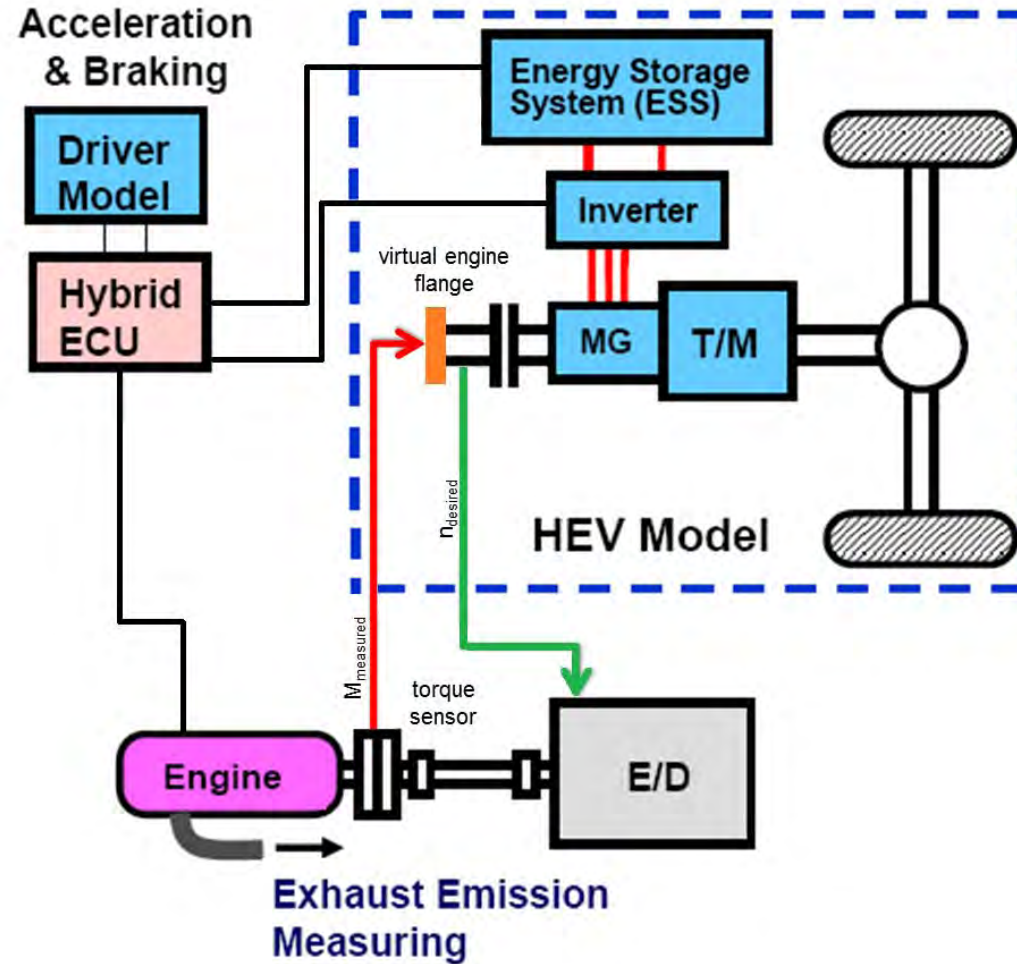 Acceleration
& Braking
Driver
Model
Hybrid
ECU
Energy Storage
System (ESS)
Inverter
virtual engine
flange
MG
T/M
HEV Model
n_desired
M_measured
torque
sensor
Engine
E/D
Exhaust Emission
Measuring